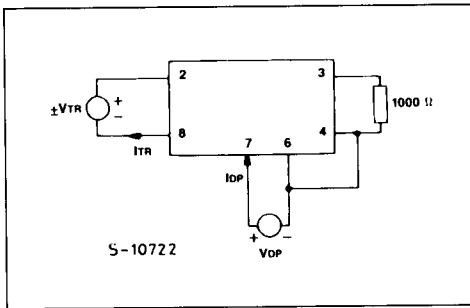 2 3
±VTR + − 1000 Ω
8 4
ITR 7 6
IDP
+ −
S-10722 VDP